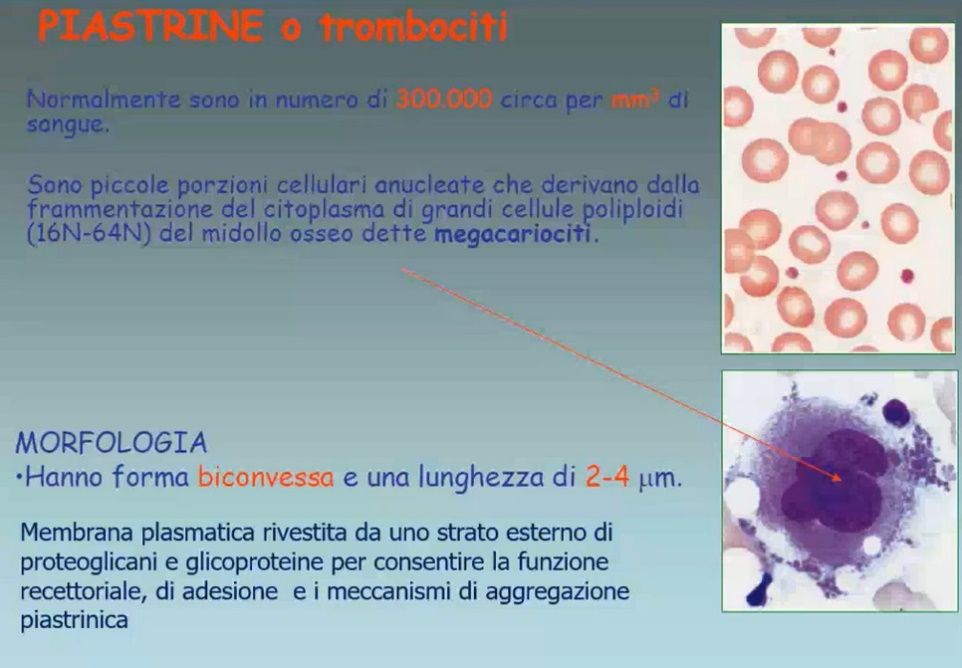 PIASTRINE o trombociti
Normalmente sono in numero di 300.000 circa per mm³ di
sangue.
Sono piccole porzioni cellulari anucleate che derivano dalla
frammentazione del citoplasma di grandi cellule poliploidi
(16N-64N) del midollo osseo dette megacariociti.
MORFOLOGIA
•Hanno forma biconvessa e una lunghezza di 2-4 μm.
Membrana plasmatica rivestita da uno strato esterno di
proteoglicani e glicoproteine per consentire la funzione
recettoriale, di adesione e i meccanismi di aggregazione
piastrinica